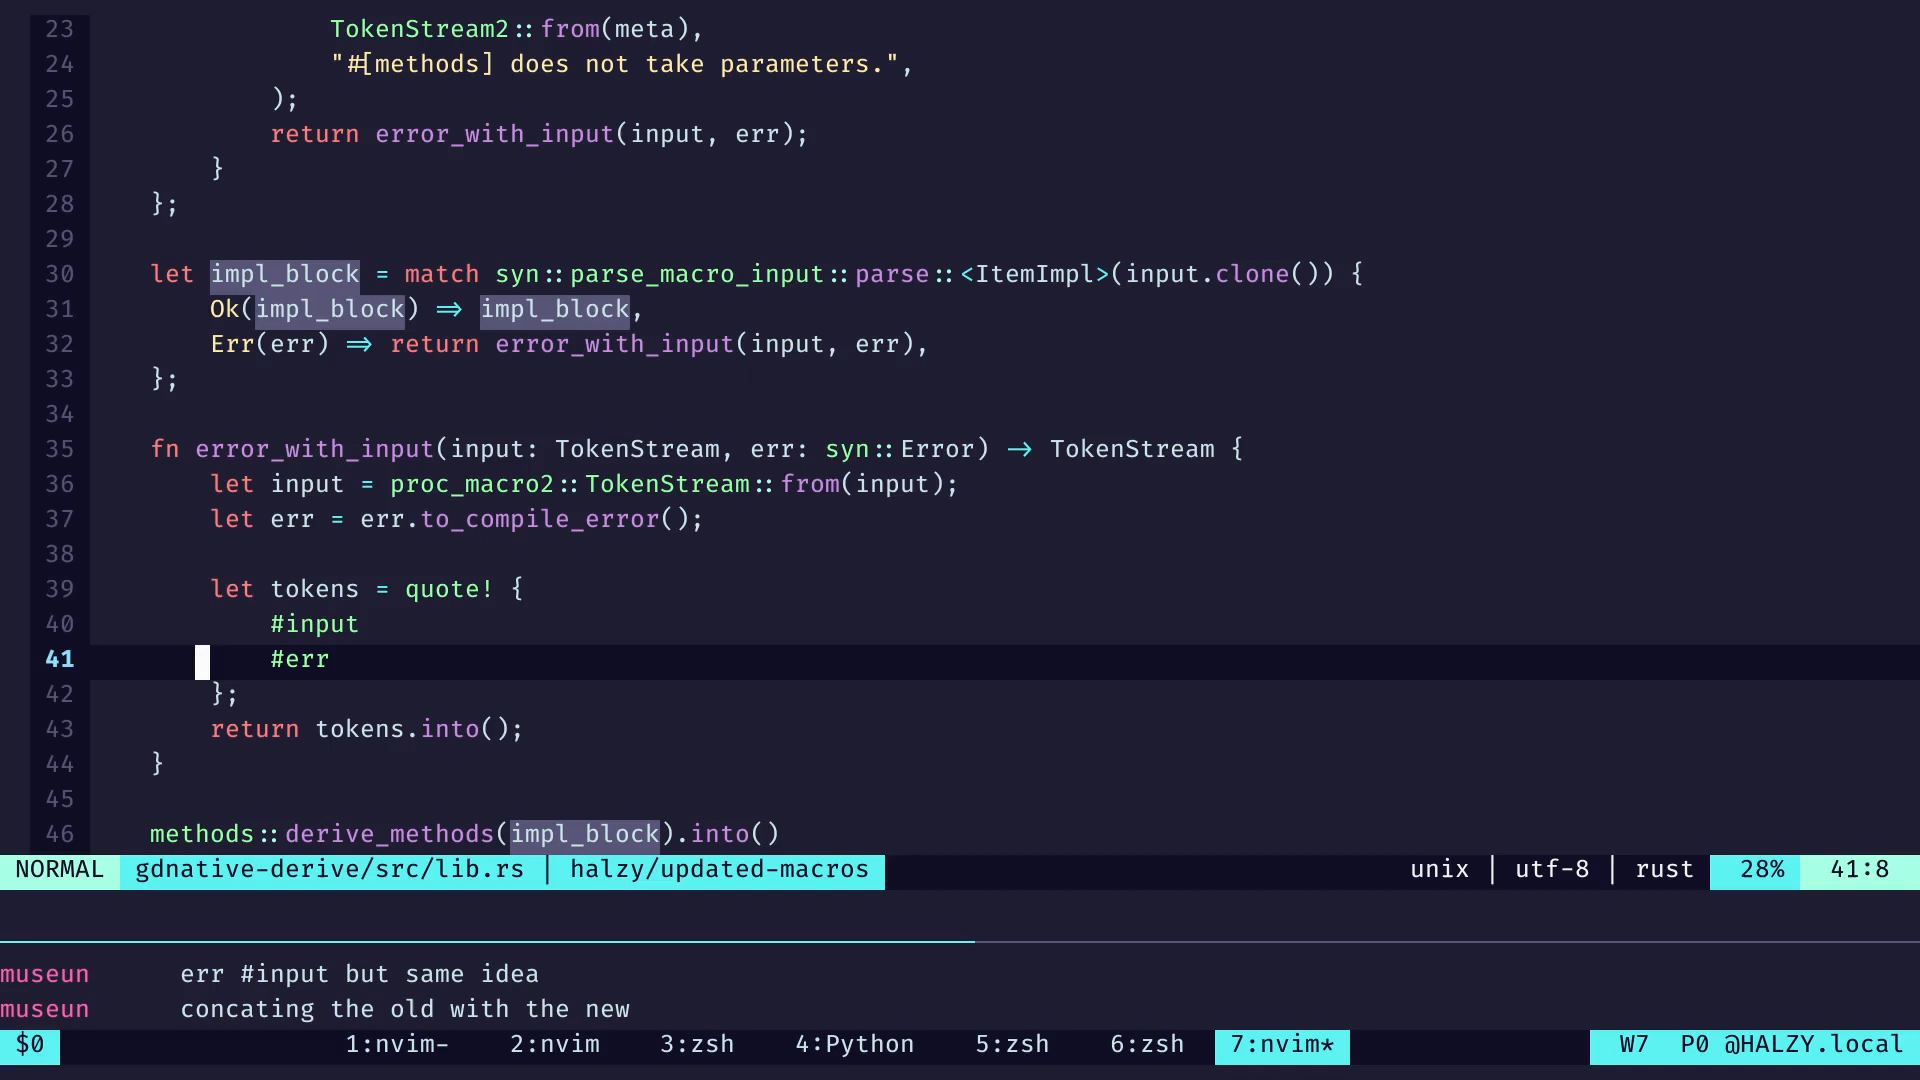 23                 TokenStream2::from(meta),
24                 "#[methods] does not take parameters.",
25             );
26             return error_with_input(input, err);
27         }
28     };
29
30     let impl_block = match syn::parse_macro_input::parse::<ItemImpl>(input.clone()) {
31         Ok(impl_block) => impl_block,
32         Err(err) => return error_with_input(input, err),
33     };
34
35     fn error_with_input(input: TokenStream, err: syn::Error) -> TokenStream {
36         let input = proc_macro2::TokenStream::from(input);
37         let err = err.to_compile_error();
38
39         let tokens = quote! {
40             #input
41             #err
42         };
43         return tokens.into();
44     }
45
46     methods::derive_methods(impl_block).into()
NORMAL gdnative-derive/src/lib.rs | halzy/updated-macros unix | utf-8 | rust 28% 41:8
museun err #input but same idea
museun concating the old with the new
$0 1:nvim- 2:nvim 3:zsh 4:Python 5:zsh 6:zsh 7:nvim* W7 P0 @HALZY.local